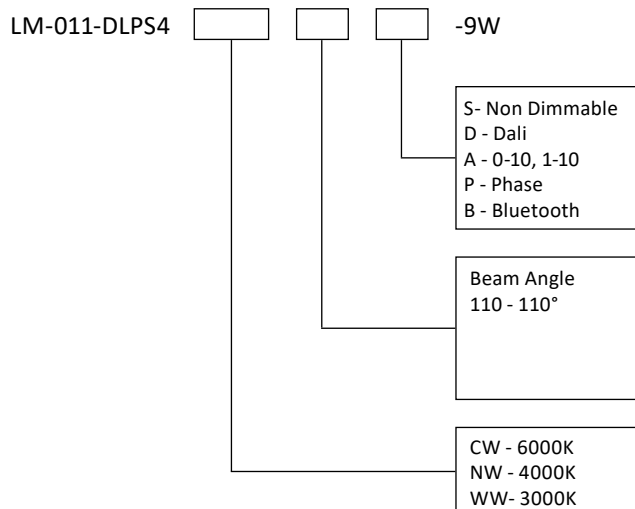 LM-011-DLPS4 -9W
S- Non Dimmable
D - Dali
A - 0-10, 1-10
P - Phase
B - Bluetooth
Beam Angle
110 - 110°
CW - 6000K
NW - 4000K
WW- 3000K